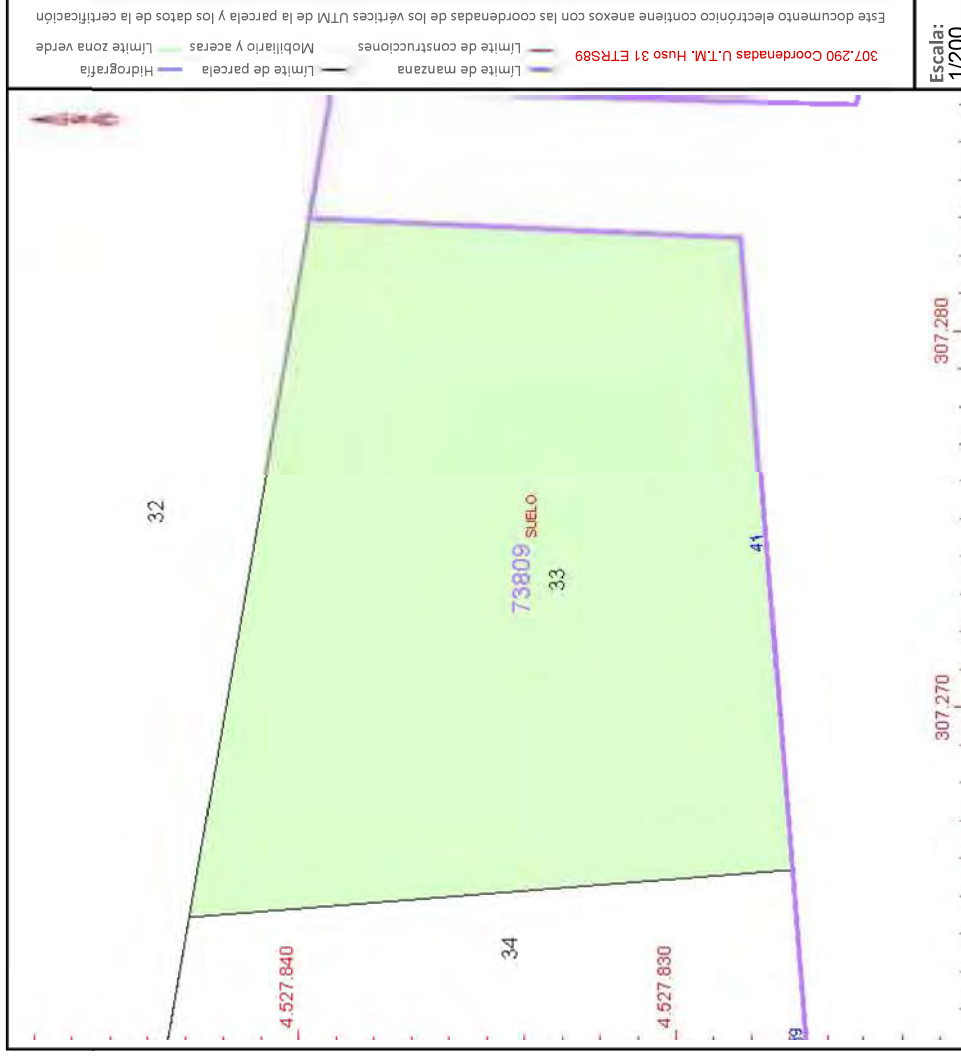 Este documento electrónico contiene anexos con las coordenadas de los vértices UTM de la parcela y los datos de la certificación
307.290 Coordenadas U.T.M. Huso 31 ETRS89
Límite de manzana
Límite de construcciones
Límite de parcela
Mobiliario y aceras
Hidrografía
Límite zona verde
Escala:
1/200
32
73809
SUELO
33
41
34
4.527.840
4.527.830
307.280
307.270